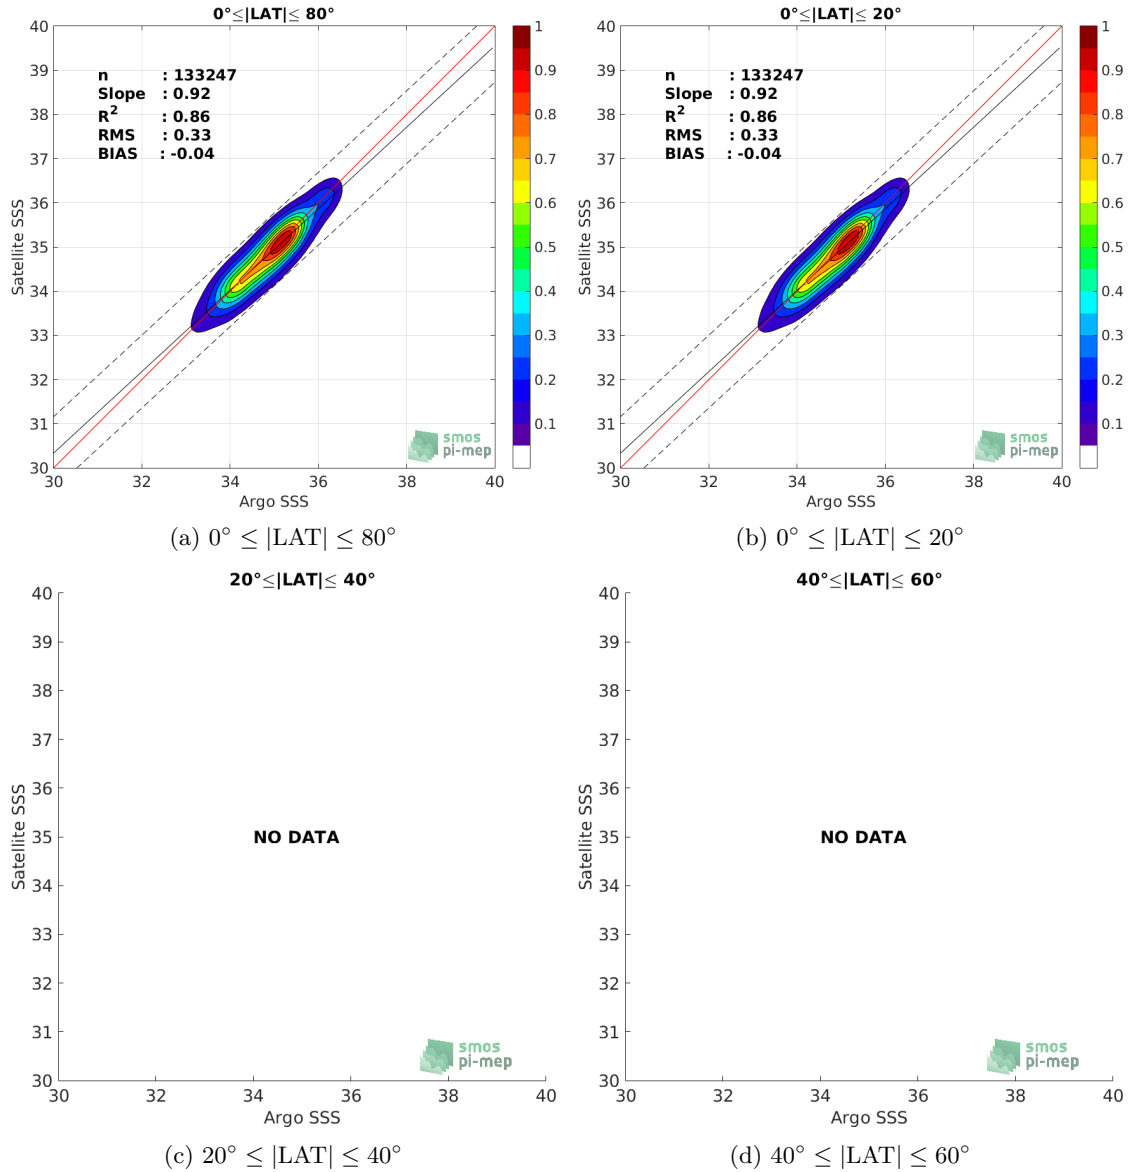 0°≤|LAT|≤ 80°
40
39
38
37
36
35
34
33
32
31
30
Satellite SSS
n : 133247
Slope : 0.92
R² : 0.86
RMS : 0.33
BIAS : -0.04
smos
pi-mep
30 32 34 36 38 40
Argo SSS
1
0.9
0.8
0.7
0.6
0.5
0.4
0.3
0.2
0.1
(a) 0° ≤ |LAT| ≤ 80°
0°≤|LAT|≤ 20°
40
39
38
37
36
35
34
33
32
31
30
Satellite SSS
n : 133247
Slope : 0.92
R² : 0.86
RMS : 0.33
BIAS : -0.04
smos
pi-mep
30 32 34 36 38 40
Argo SSS
1
0.9
0.8
0.7
0.6
0.5
0.4
0.3
0.2
0.1
(b) 0° ≤ |LAT| ≤ 20°
20°≤|LAT|≤ 40°
40
39
38
37
36
35
34
33
32
31
30
Satellite SSS
NO DATA
smos
pi-mep
30 32 34 36 38 40
Argo SSS
(c) 20° ≤ |LAT| ≤ 40°
40°≤|LAT|≤ 60°
40
39
38
37
36
35
34
33
32
31
30
Satellite SSS
NO DATA
smos
pi-mep
30 32 34 36 38 40
Argo SSS
(d) 40° ≤ |LAT| ≤ 60°